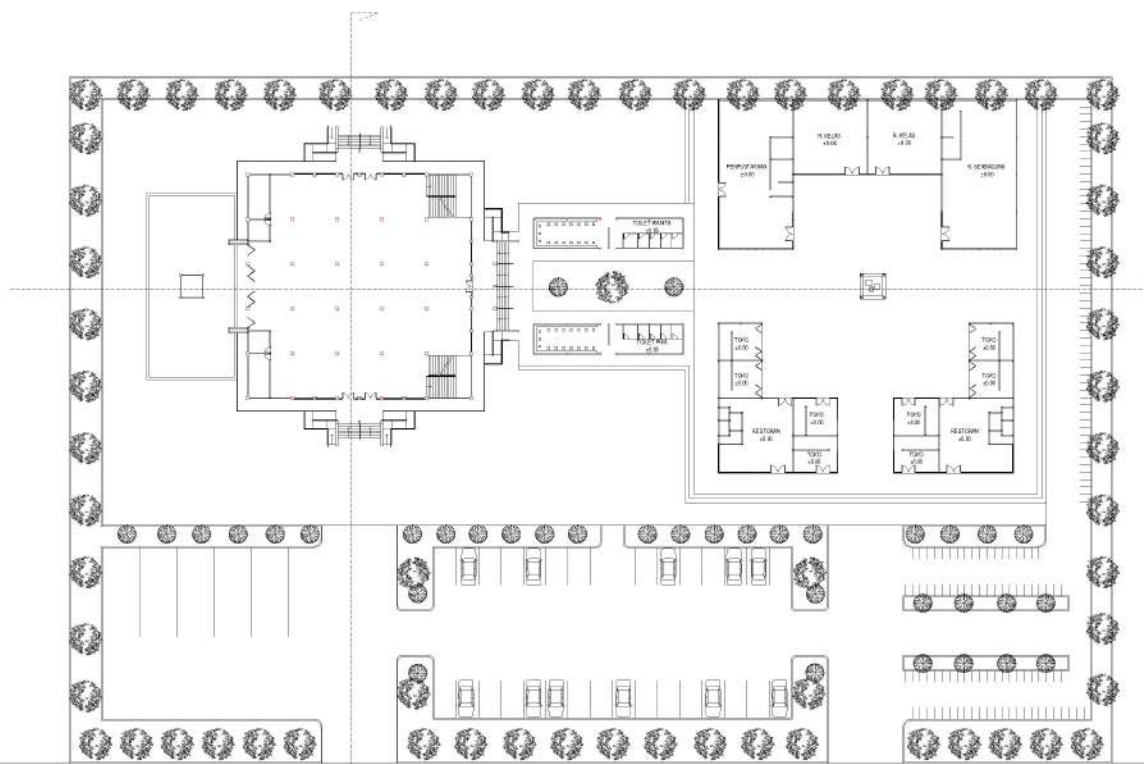 R. KELAS
±0.00
R. KELAS
±0.00
PERPUSTAKAAN
±0.00
R. SERBAGUNA
±0.00
TOILET WANITA
±0.00
TOILET PRIA
±0.00
TOKO
±0.00
TOKO
±0.00
TOKO
±0.00
TOKO
±0.00
RESTORAN
±0.00
TOKO
±0.00
TOKO
±0.00
TOKO
±0.00
RESTORAN
±0.00
TOKO
±0.00